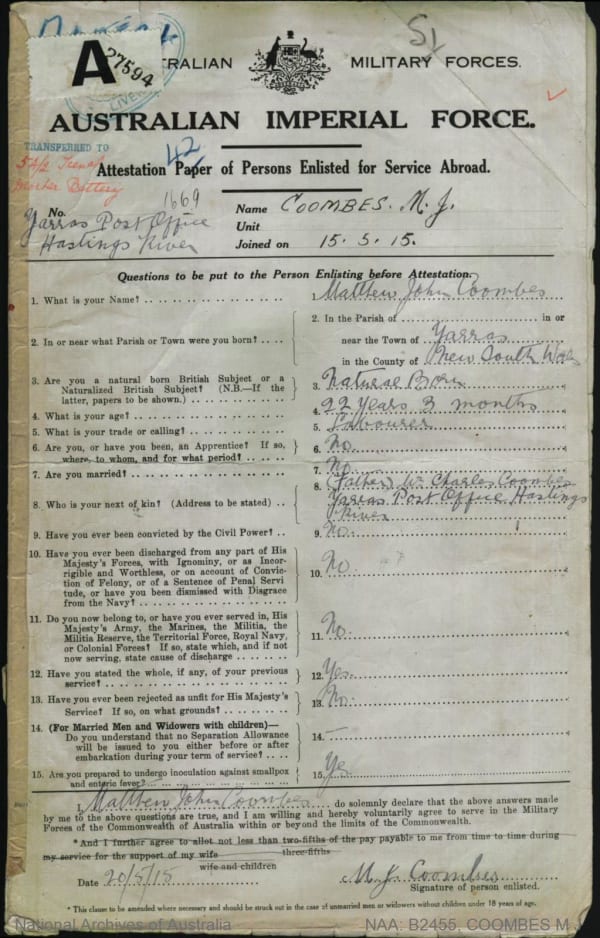 S1
A
27594
LIVER
TRALIAN MILITARY FORCES.
AUSTRALIAN IMPERIAL FORCE.
TRANSFERRED TO
42
Attestation Paper of Persons Enlisted for Service Abroad.
Battery
No. 1669
Yarras Post Office
Hastings River
Name COOMBES. M. J.
Unit
Joined on 15.5.15.
Questions to be put to the Person Enlisting before Attestation.
1. What is your Name? Matthew John Coombes
2. In or near what Parish or Town were you born? 2. In the Parish of in or
near the Town of Yarras
in the County of New South Wales
3. Are you a natural born British Subject or a
Naturalized British Subject? (N.B.—If the
latter, papers to be shown.) 3. Natural Born
4. What is your age? 4. 22 Years 3 months
5. What is your trade or calling? 5. Labourer
6. Are you, or have you been, an Apprentice? If so,
where, to whom, and for what period? 6. No.
7. Are you married? 7. No.
8. Who is your next of kin? (Address to be stated) 8. (Father) Wm Charles Coombes
Yarras Post Office Hastings
River
9. Have you ever been convicted by the Civil Power? 9. No.
10. Have you ever been discharged from any part of His
Majesty's Forces, with Ignominy, or as Incor-
rigible and Worthless, or on account of Convic-
tion of Felony, or of a Sentence of Penal Servi
tude, or have you been dismissed with Disgrace
from the Navy? 10. No.
11. Do you now belong to, or have you ever served in, His
Majesty's Army, the Marines, the Militia, the
Militia Reserve, the Territorial Force, Royal Navy,
or Colonial Forces? If so, state which, and if not
now serving, state cause of discharge 11. No.
12. Have you stated the whole, if any, of your previous
service? 12. Yes.
13. Have you ever been rejected as unfit for His Majesty's
Service? If so, on what grounds? 13. No.
14. (For Married Men and Widowers with children)—
Do you understand that no Separation Allowance
will be issued to you either before or after
embarkation during your term of service? 14. —
15. Are you prepared to undergo inoculation against smallpox
and enteric fever? 15. Yes
I, Matthew John Coombes do solemnly declare that the above answers made
by me to the above questions are true, and I am willing and hereby voluntarily agree to serve in the Military
Forces of the Commonwealth of Australia within or beyond the limits of the Commonwealth.
* And I further agree to allot not less than two-fifths of the pay payable to me from time to time during
three-fifths
my service for the support of my wife
wife and children
Date 20/5/15 M. J. Coombes
Signature of person enlisted.
* This clause to be amended where necessary and should be struck out in the case of unmarried men or widowers without children under 18 years of age.
National Archives of Australia NAA: B2455, COOMBES M J